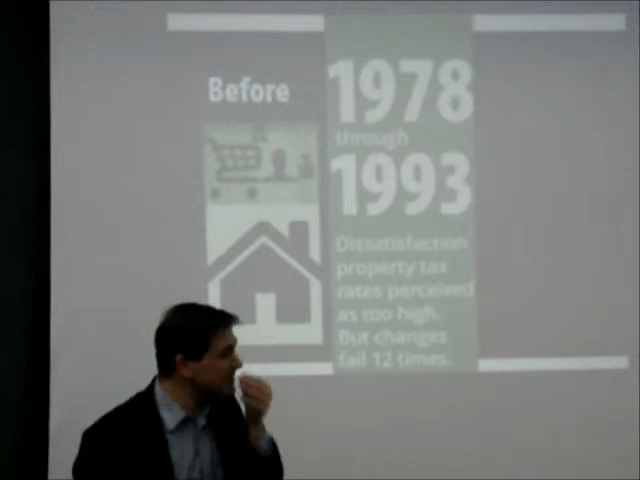 Before
1978
through
1993
Dissatisfaction
property tax
rates perceived
as too high.
But changes
fail 12 times.